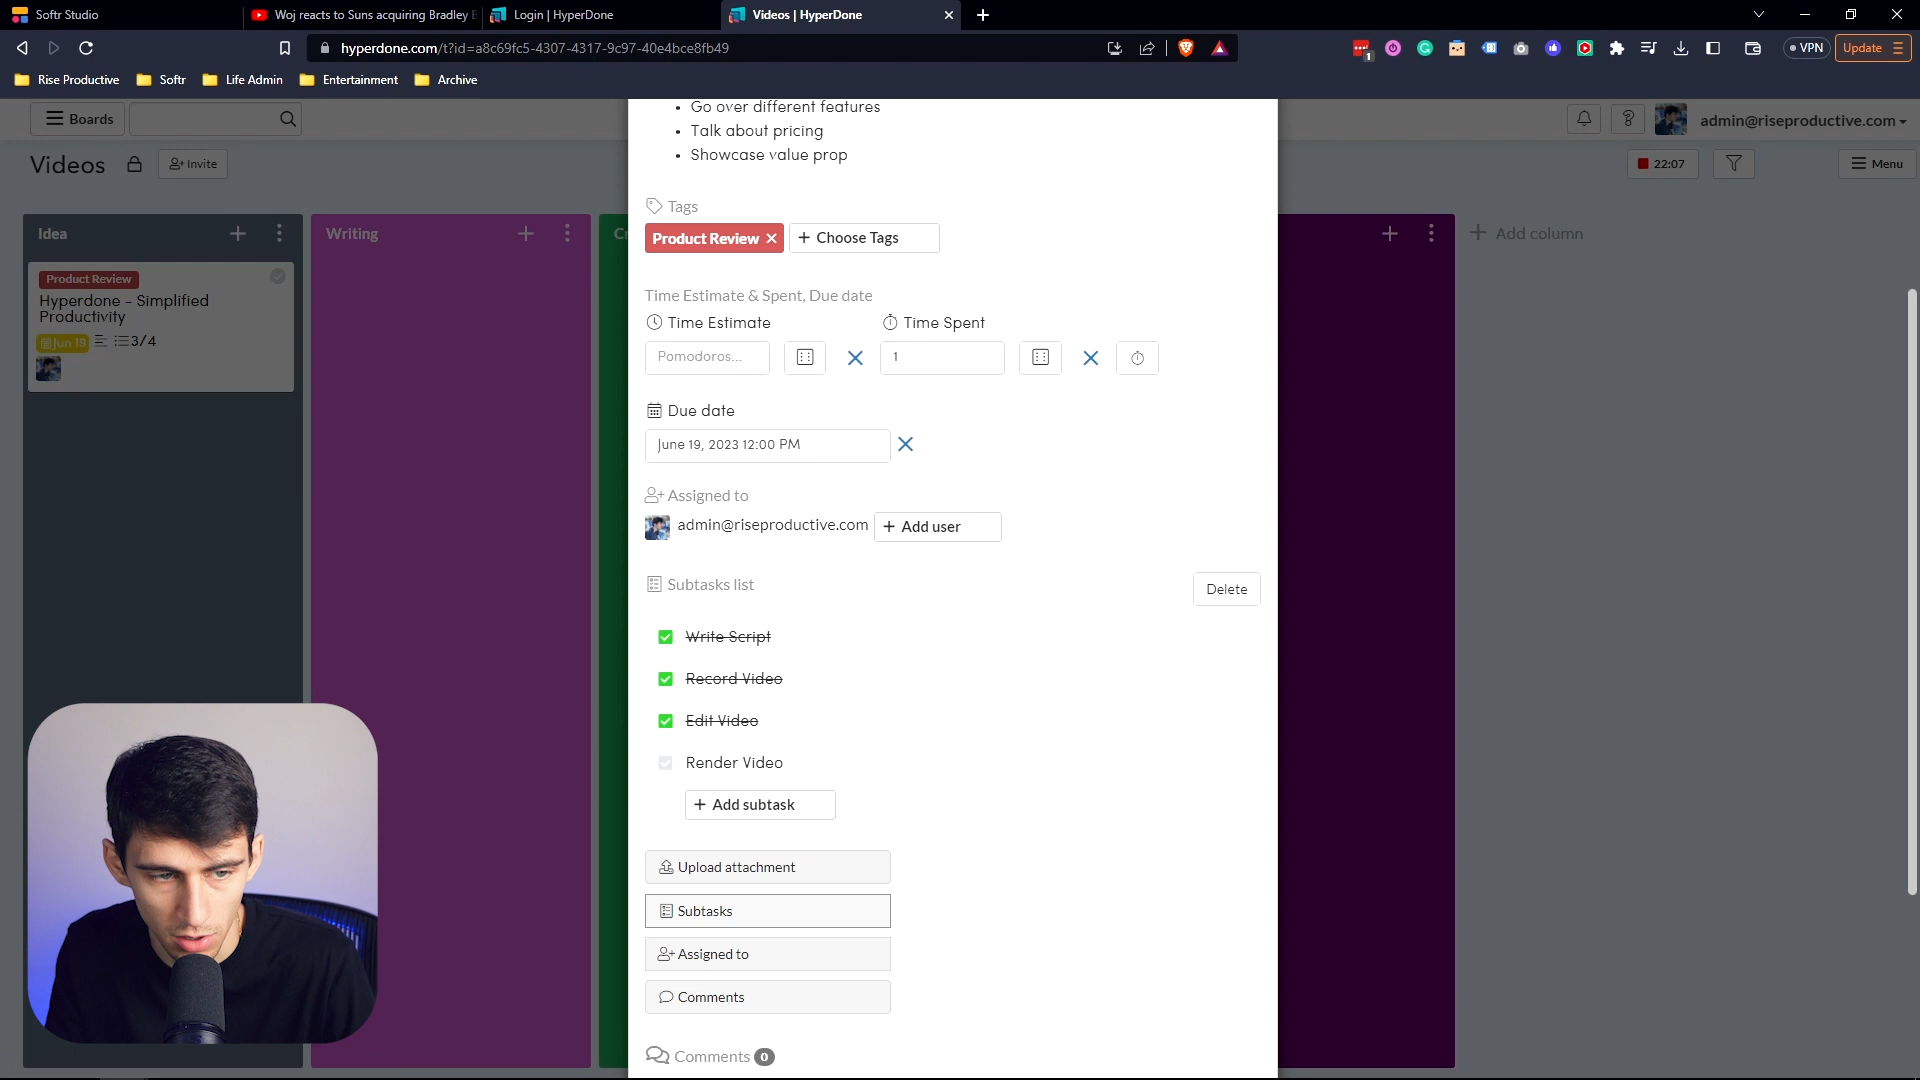 Softr Studio
Woj reacts to Suns acquiring Bradley B
Login | HyperDone
Videos | HyperDone
hyperdone.com/t?id=a8c69fc5-4307-4317-9c97-40e4bce8fb49
1
VPN
Update
Rise Productive
Softr
Life Admin
Entertainment
Archive
Boards
admin@riseproductive.com
Videos
Invite
22:07
Menu
Idea
Writing
Add column
Product Review
Hyperdone - Simplified
Productivity
Jun 19
3/4
Go over different features
Talk about pricing
Showcase value prop
Tags
Product Review
Choose Tags
Time Estimate & Spent, Due date
Time Estimate
Time Spent
Pomodoros...
1
Due date
June 19, 2023 12:00 PM
Assigned to
admin@riseproductive.com
Add user
Subtasks list
Delete
Write Script
Record Video
Edit Video
Render Video
Add subtask
Upload attachment
Subtasks
Assigned to
Comments
Comments 0